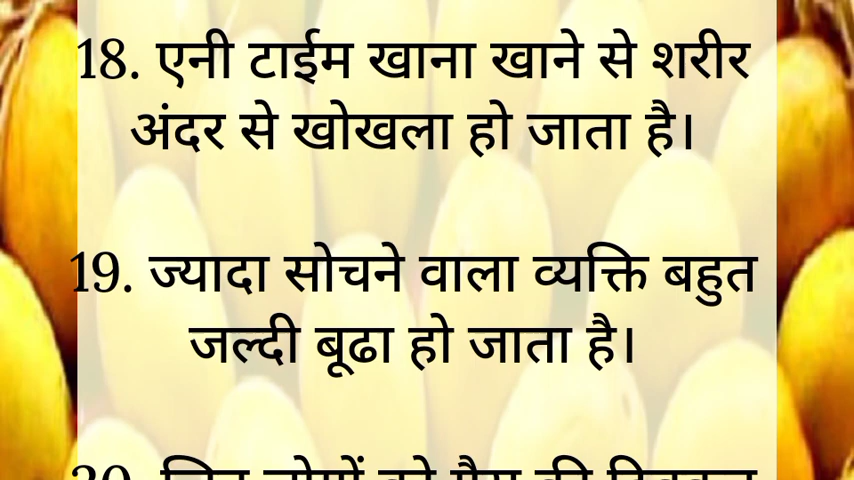 18. एनी टाईम खाना खाने से शरीर
अंदर से खोखला हो जाता है।
19. ज्यादा सोचने वाला व्यक्ति बहुत
जल्दी बूढा हो जाता है।